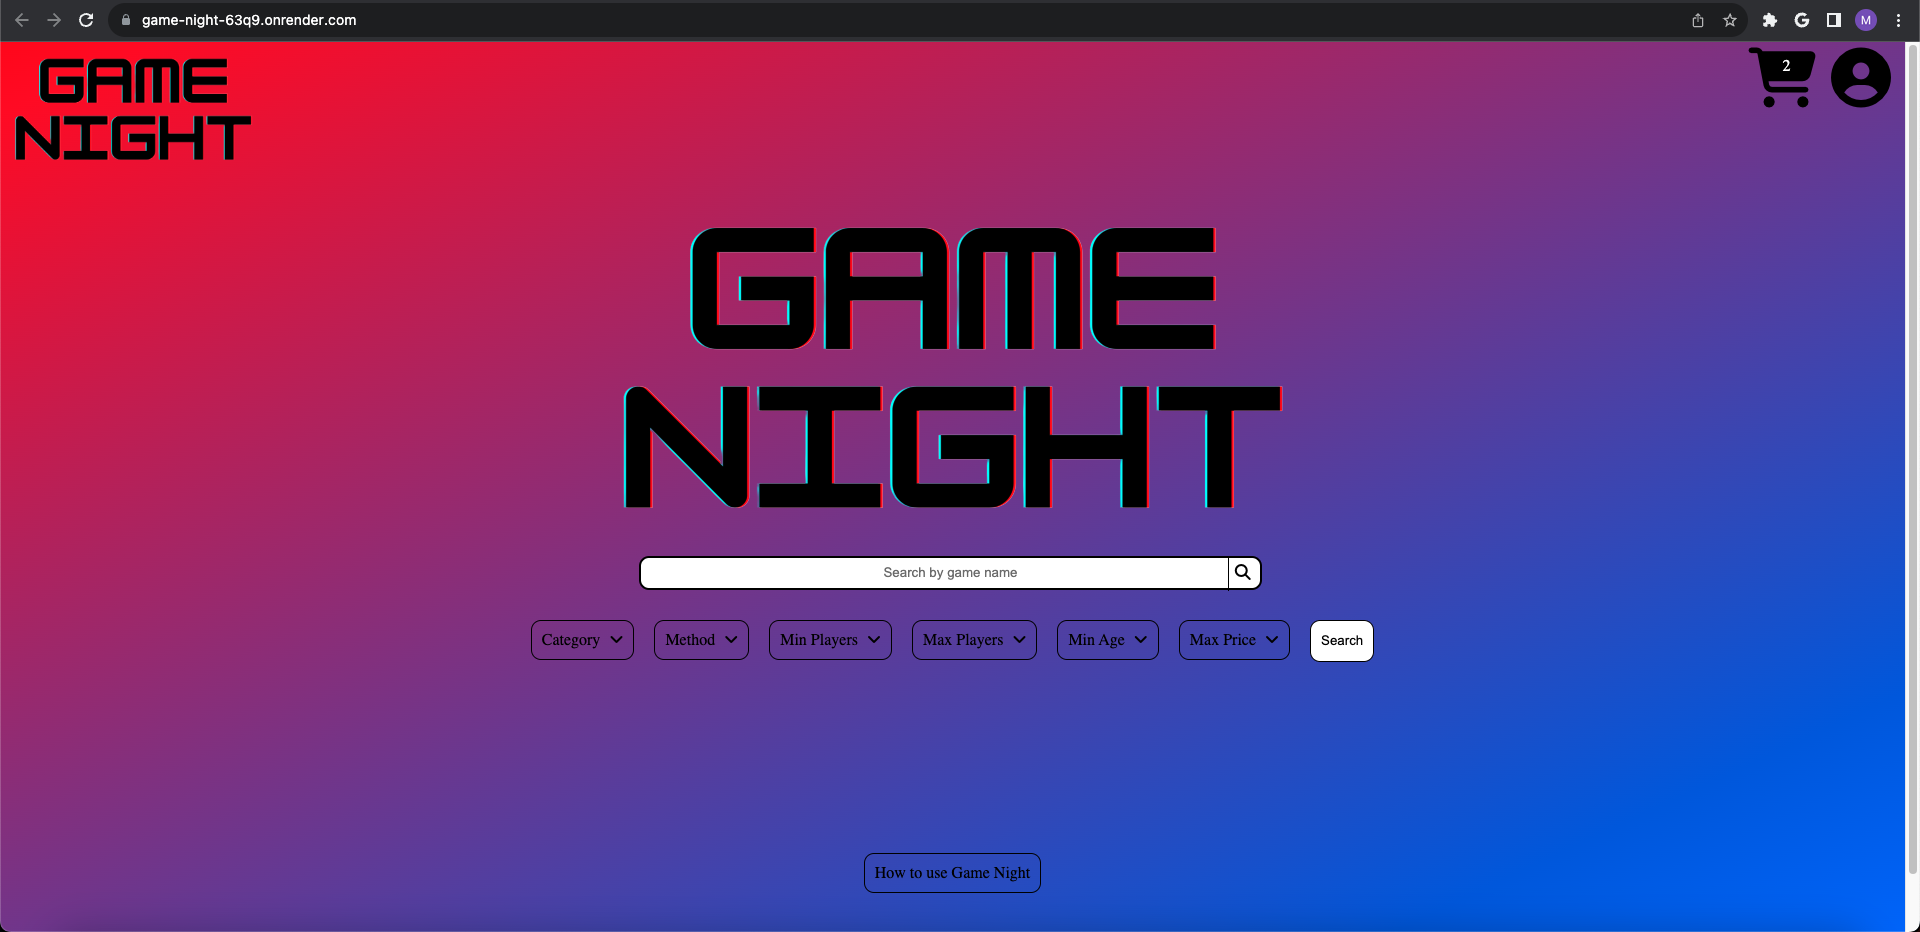 game-night-63q9.onrender.com
M
GAME
NIGHT
2
GAME
NIGHT
Search by game name
Category Method Min Players Max Players Min Age Max Price Search
How to use Game Night